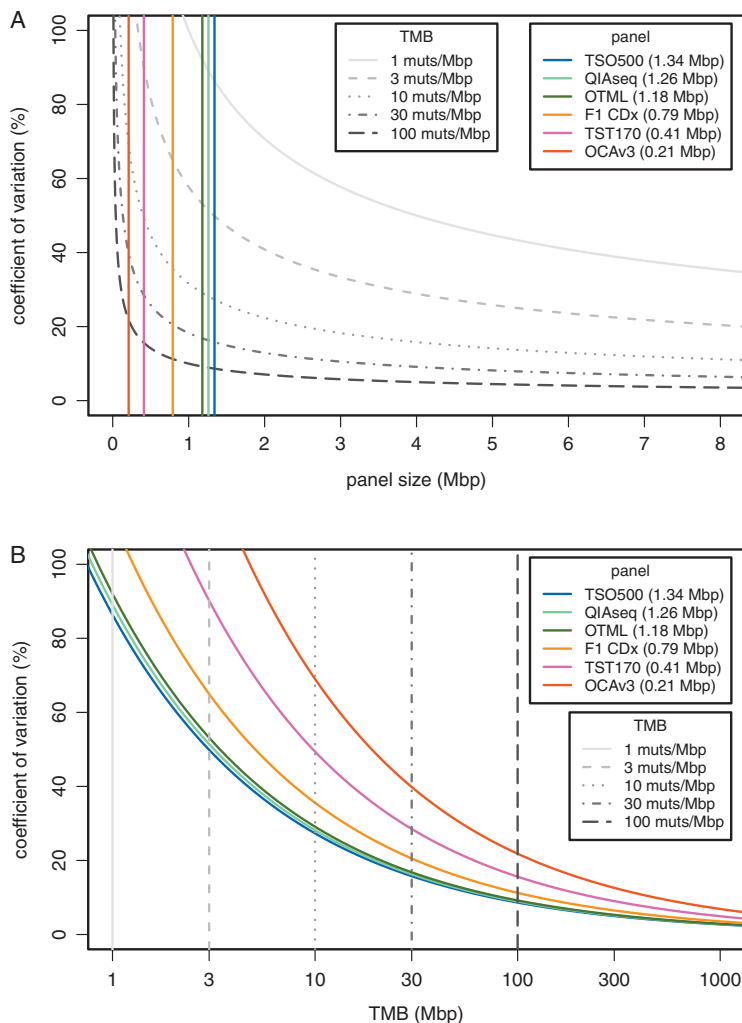 A
coefficient of variation (%)
100
80
60
40
20
0
TMB
1 muts/Mbp
3 muts/Mbp
10 muts/Mbp
30 muts/Mbp
100 muts/Mbp
panel
TSO500 (1.34 Mbp)
QIAseq (1.26 Mbp)
OTML (1.18 Mbp)
F1 CDx (0.79 Mbp)
TST170 (0.41 Mbp)
OCAv3 (0.21 Mbp)
0 1 2 3 4 5 6 7 8
panel size (Mbp)
B
coefficient of variation (%)
100
80
60
40
20
0
panel
TSO500 (1.34 Mbp)
QIAseq (1.26 Mbp)
OTML (1.18 Mbp)
F1 CDx (0.79 Mbp)
TST170 (0.41 Mbp)
OCAv3 (0.21 Mbp)
TMB
1 muts/Mbp
3 muts/Mbp
10 muts/Mbp
30 muts/Mbp
100 muts/Mbp
1 3 10 30 100 300 1000
TMB (Mbp)